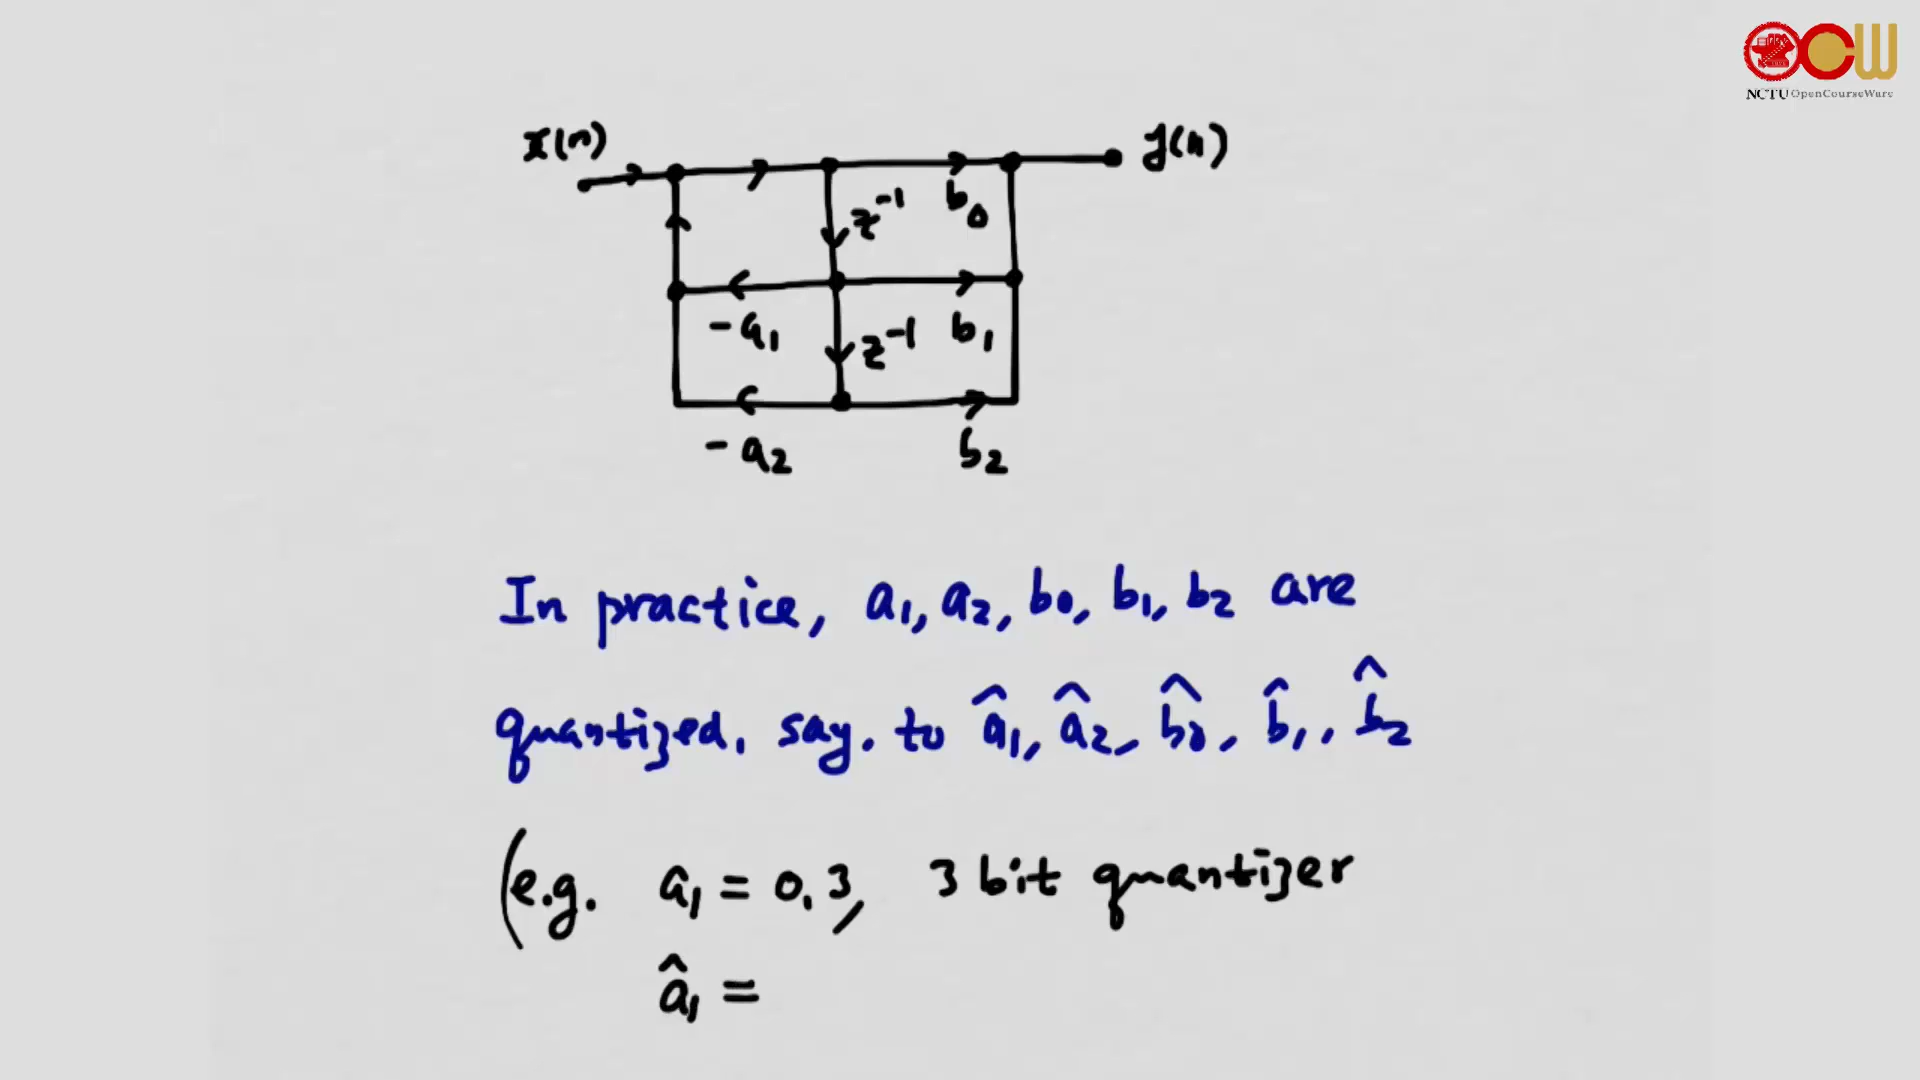 OCW
NCTU OpenCourseWare
x(n) y(n)
z⁻¹ b₀
-a₁ z⁻¹ b₁
-a₂ b₂
In practice, a₁, a₂, b₀, b₁, b₂ are
quantized, say, to â₁, â₂, b̂₀, b̂₁, b̂₂
(e.g. a₁ = 0.3, 3 bit quantizer
â₁ =